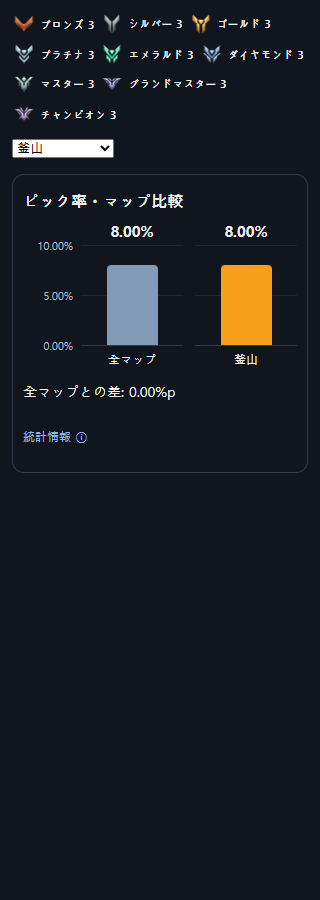 ブロンズ 3 シルバー 3 ゴールド 3
プラチナ 3 エメラルド 3 ダイヤモンド 3
マスター 3 グランドマスター 3
チャンピオン 3
釜山
ピック率・マップ比較
8.00% 8.00%
10.00%
5.00%
0.00%
全マップ 釜山
全マップとの差: 0.00%p
統計情報